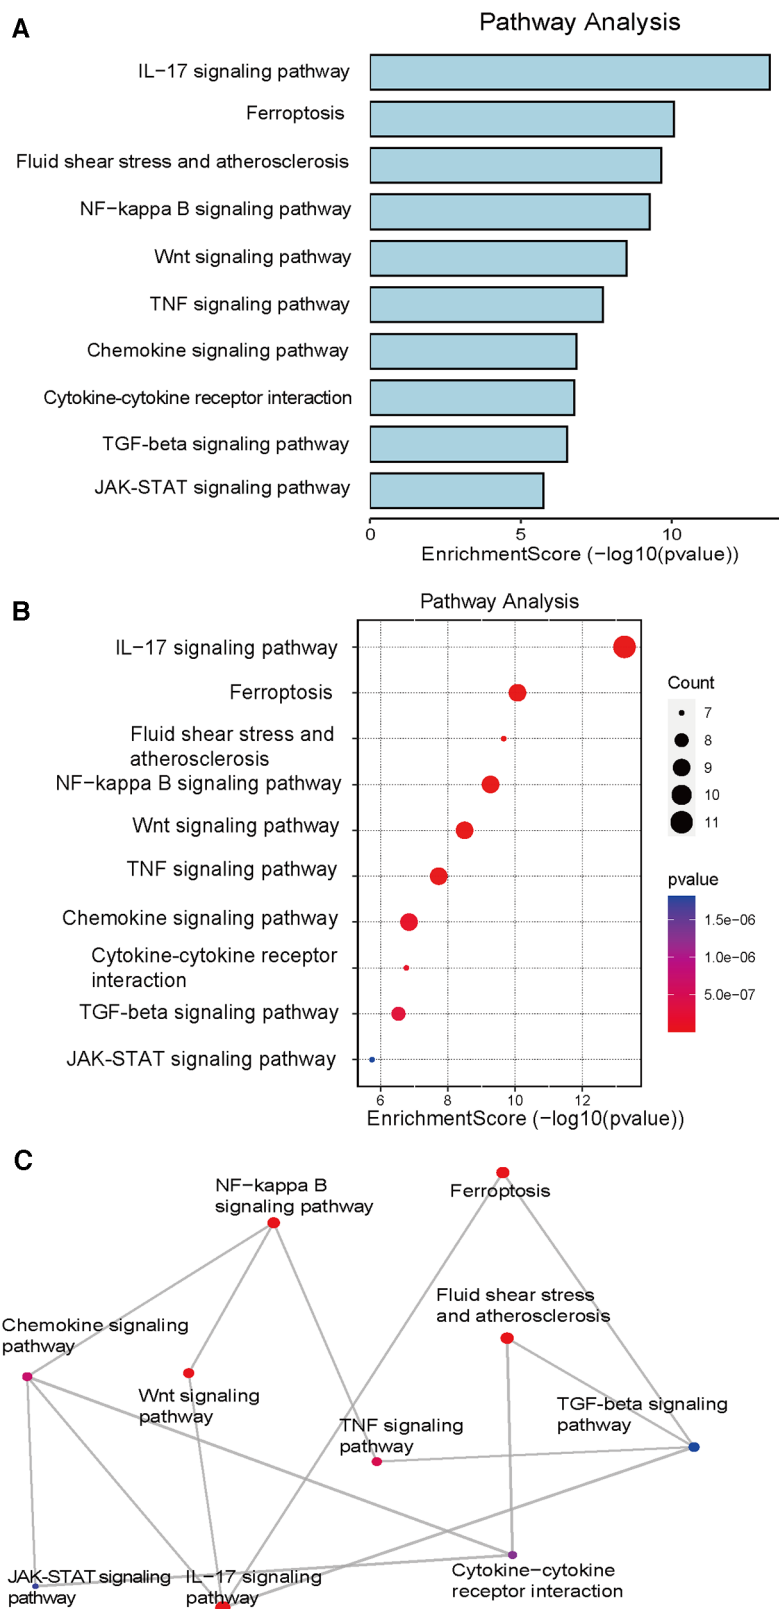 A
Pathway Analysis
IL−17 signaling pathway
Ferroptosis
Fluid shear stress and atherosclerosis
NF−kappa B signaling pathway
Wnt signaling pathway
TNF signaling pathway
Chemokine signaling pathway
Cytokine-cytokine receptor interaction
TGF-beta signaling pathway
JAK-STAT signaling pathway
0 5 10
EnrichmentScore (−log10(pvalue))
B
Pathway Analysis
IL−17 signaling pathway
Ferroptosis
Fluid shear stress and
atherosclerosis
NF−kappa B signaling pathway
Wnt signaling pathway
TNF signaling pathway
Chemokine signaling pathway
Cytokine-cytokine receptor
interaction
TGF-beta signaling pathway
JAK-STAT signaling pathway
6 8 10 12
EnrichmentScore (−log10(pvalue))
Count
7
8
9
10
11
pvalue
1.5e−06
1.0e−06
5.0e−07
C
NF−kappa B
signaling pathway
Ferroptosis
Fluid shear stress
and atherosclerosis
Chemokine signaling
pathway
Wnt signaling
pathway
TNF signaling
pathway
TGF-beta signaling
pathway
JAK-STAT signaling
pathway
IL−17 signaling
pathway
Cytokine−cytokine
receptor interaction